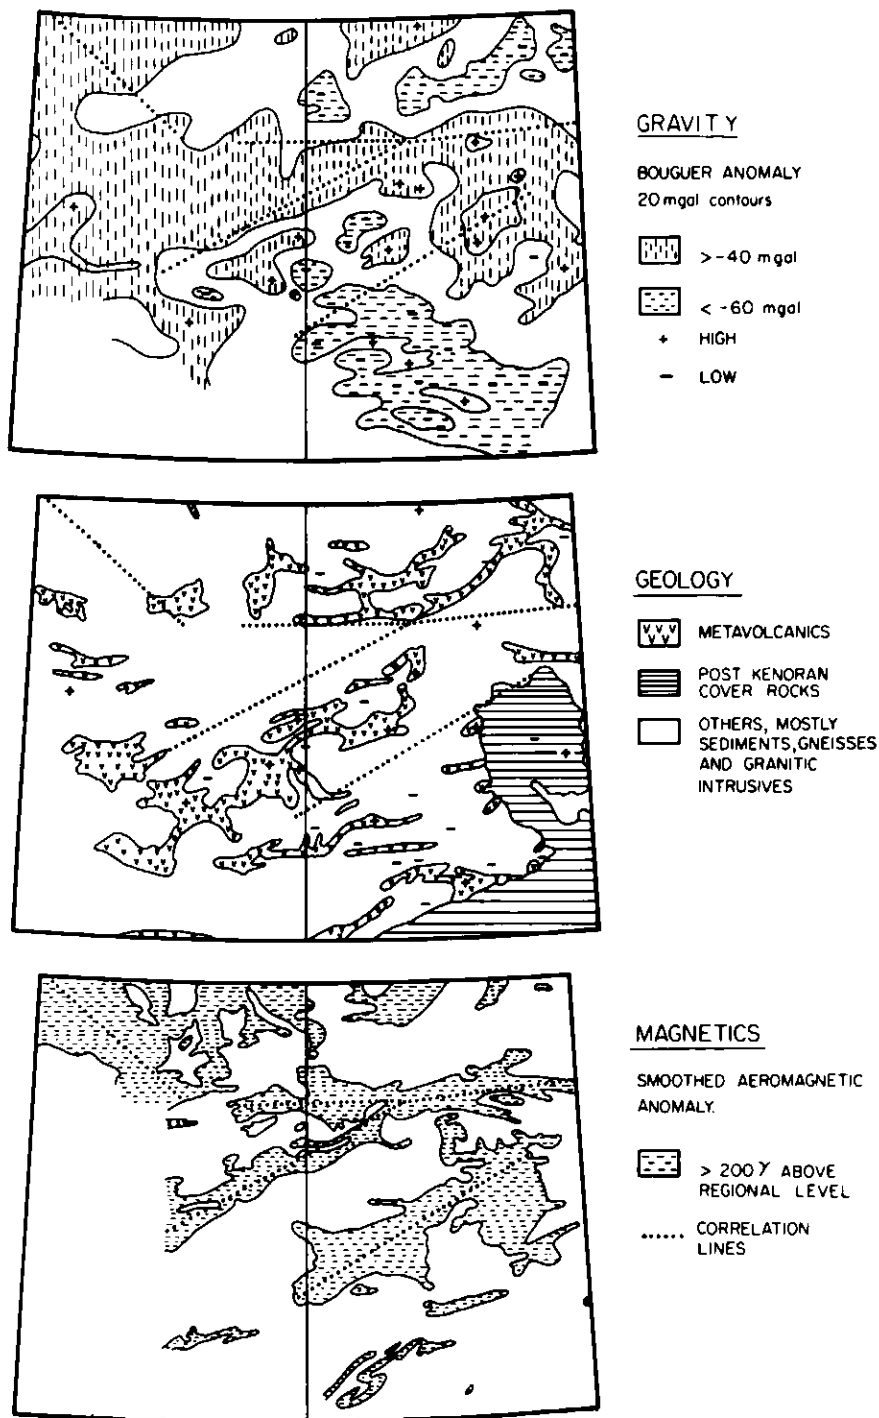 GRAVITY
BOUGUER ANOMALY
20 mgal contours
> -40 mgal
< -60 mgal
+ HIGH
- LOW
GEOLOGY
METAVOLCANICS
POST KENORAN
COVER ROCKS
OTHERS, MOSTLY
SEDIMENTS, GNEISSES
AND GRANITIC
INTRUSIVES
MAGNETICS
SMOOTHED AEROMAGNETIC
ANOMALY.
> 200 γ ABOVE
REGIONAL LEVEL
CORRELATION
LINES